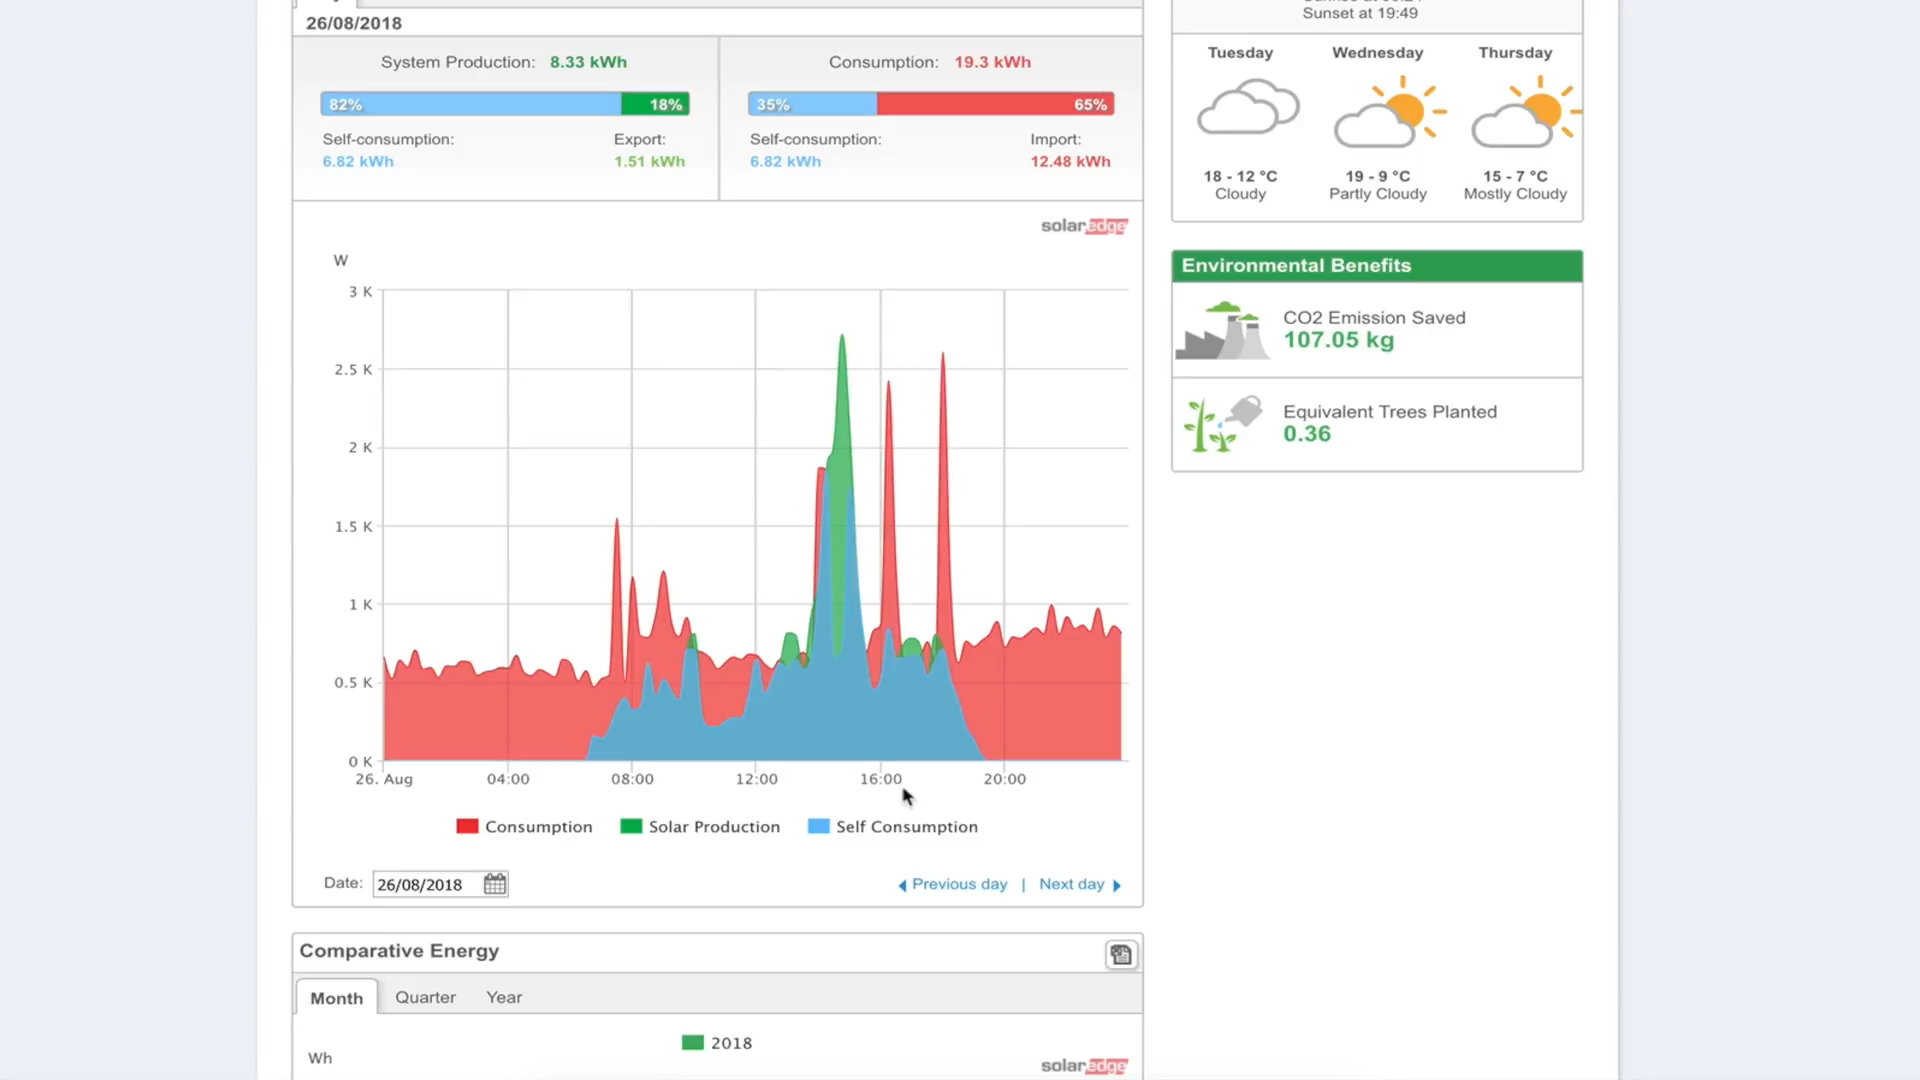 26/08/2018
System Production: 8.33 kWh
82% 18%
Self-consumption: Export:
6.82 kWh 1.51 kWh
Consumption: 19.3 kWh
35% 65%
Self-consumption: Import:
6.82 kWh 12.48 kWh
solaredge
W
3 K
2.5 K
2 K
1.5 K
1 K
0.5 K
0 K
26. Aug 04:00 08:00 12:00 16:00 20:00
Consumption Solar Production Self Consumption
Date: 26/08/2018 Previous day | Next day
Comparative Energy
Month Quarter Year
2018
Wh
solaredge
Sunset at 19:49
Tuesday Wednesday Thursday
18 - 12 °C 19 - 9 °C 15 - 7 °C
Cloudy Partly Cloudy Mostly Cloudy
Environmental Benefits
CO2 Emission Saved
107.05 kg
Equivalent Trees Planted
0.36